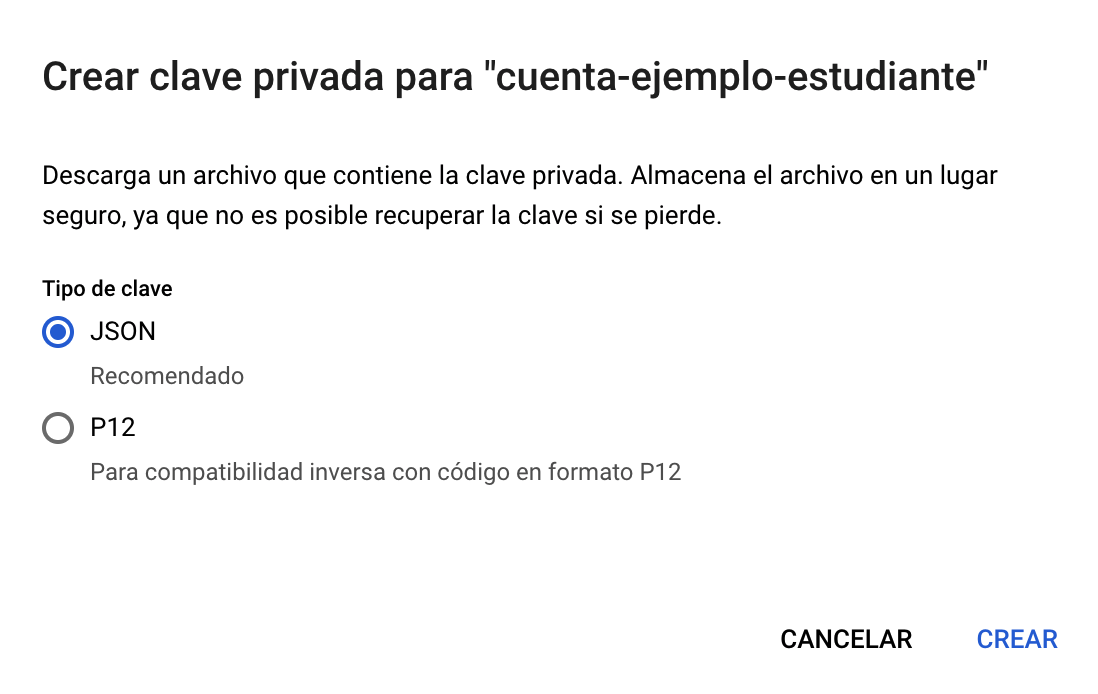 Crear clave privada para "cuenta-ejemplo-estudiante"
Descarga un archivo que contiene la clave privada. Almacena el archivo en un lugar
seguro, ya que no es posible recuperar la clave si se pierde.
Tipo de clave
JSON
Recomendado
P12
Para compatibilidad inversa con código en formato P12
CANCELAR CREAR